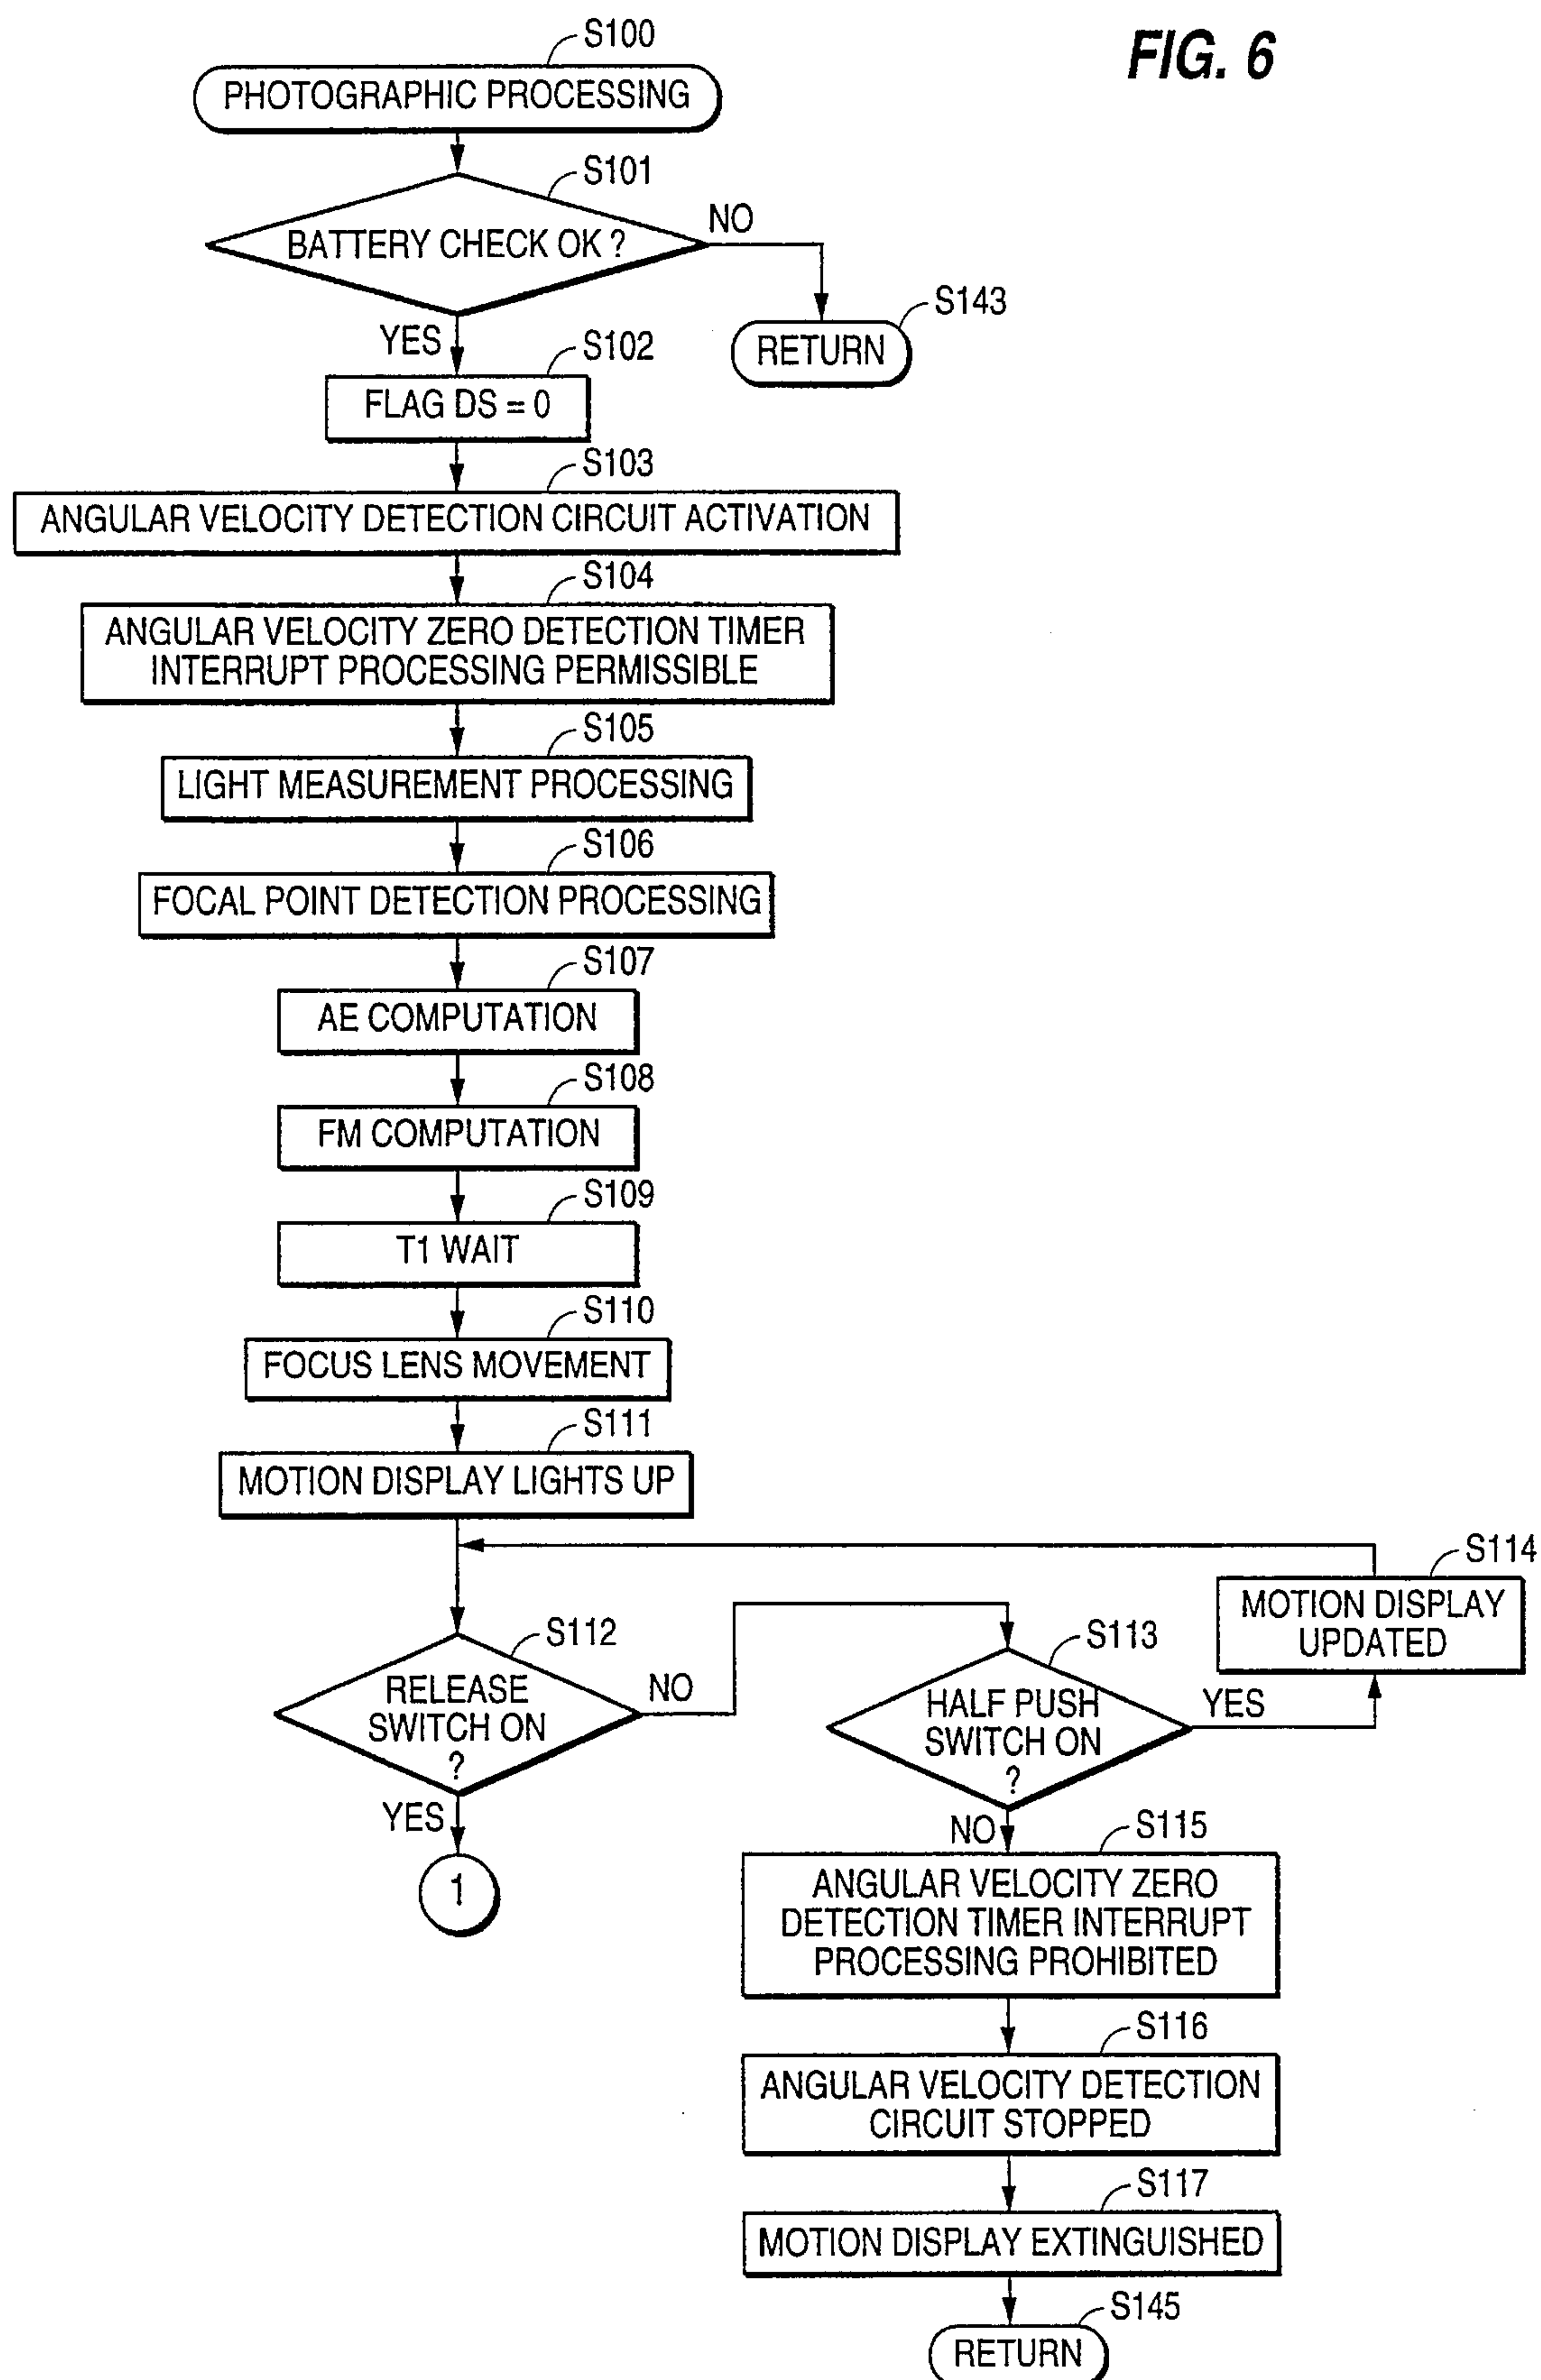 FIG. 6
S100
PHOTOGRAPHIC PROCESSING
S101
BATTERY CHECK OK ?
NO
S143
RETURN
YES
S102
FLAG DS = 0
S103
ANGULAR VELOCITY DETECTION CIRCUIT ACTIVATION
S104
ANGULAR VELOCITY ZERO DETECTION TIMER
INTERRUPT PROCESSING PERMISSIBLE
S105
LIGHT MEASUREMENT PROCESSING
S106
FOCAL POINT DETECTION PROCESSING
S107
AE COMPUTATION
S108
FM COMPUTATION
S109
T1 WAIT
S110
FOCUS LENS MOVEMENT
S111
MOTION DISPLAY LIGHTS UP
S114
MOTION DISPLAY
UPDATED
S112
RELEASE
SWITCH ON
?
NO
S113
HALF PUSH
SWITCH ON
?
YES
YES
1
NO
S115
ANGULAR VELOCITY ZERO
DETECTION TIMER INTERRUPT
PROCESSING PROHIBITED
S116
ANGULAR VELOCITY DETECTION
CIRCUIT STOPPED
S117
MOTION DISPLAY EXTINGUISHED
S145
RETURN